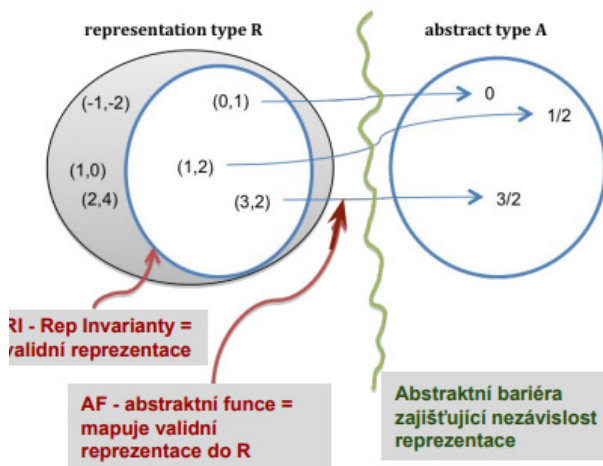 representation type R
abstract type A
(-1,-2)
(0,1)
0
1/2
(1,0)
(1,2)
(2,4)
(3,2)
3/2
RI - Rep Invarianty =
validní reprezentace
AF - abstraktní funce =
mapuje validní
reprezentace do R
Abstraktní bariéra
zajišťující nezávislost
reprezentace